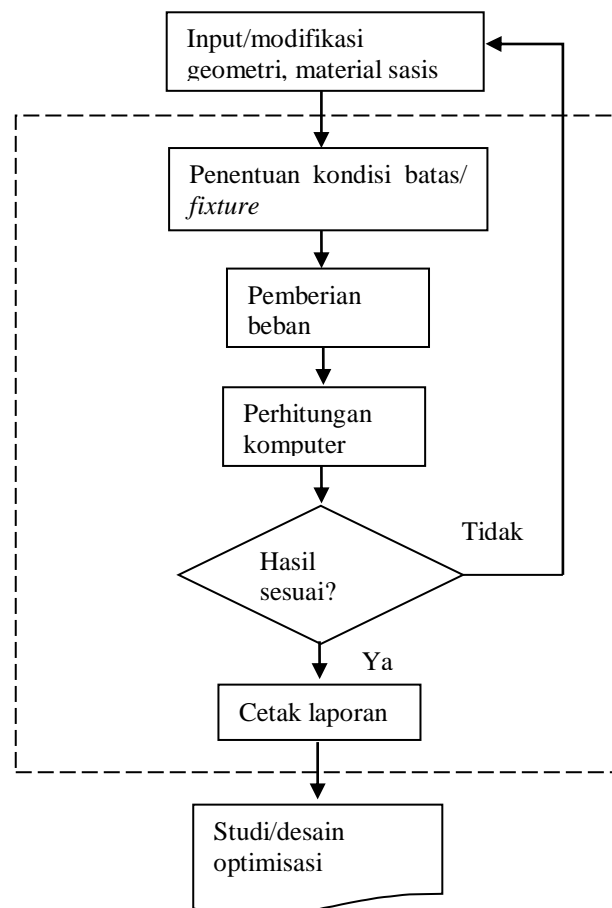 Input/modifikasi
geometri, material sasis
Penentuan kondisi batas/
fixture
Pemberian
beban
Perhitungan
komputer
Tidak
Hasil
sesuai?
Ya
Cetak laporan
Studi/desain
optimisasi